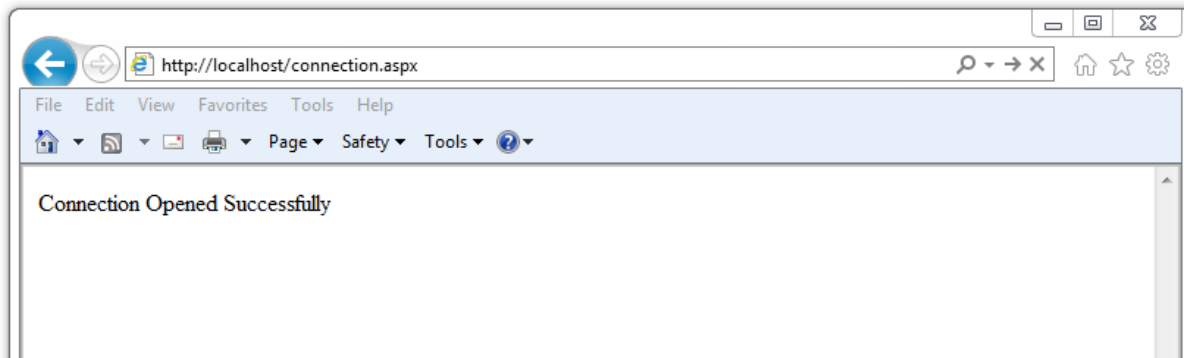 http://localhost/connection.aspx
File Edit View Favorites Tools Help
Page Safety Tools
Connection Opened Successfully